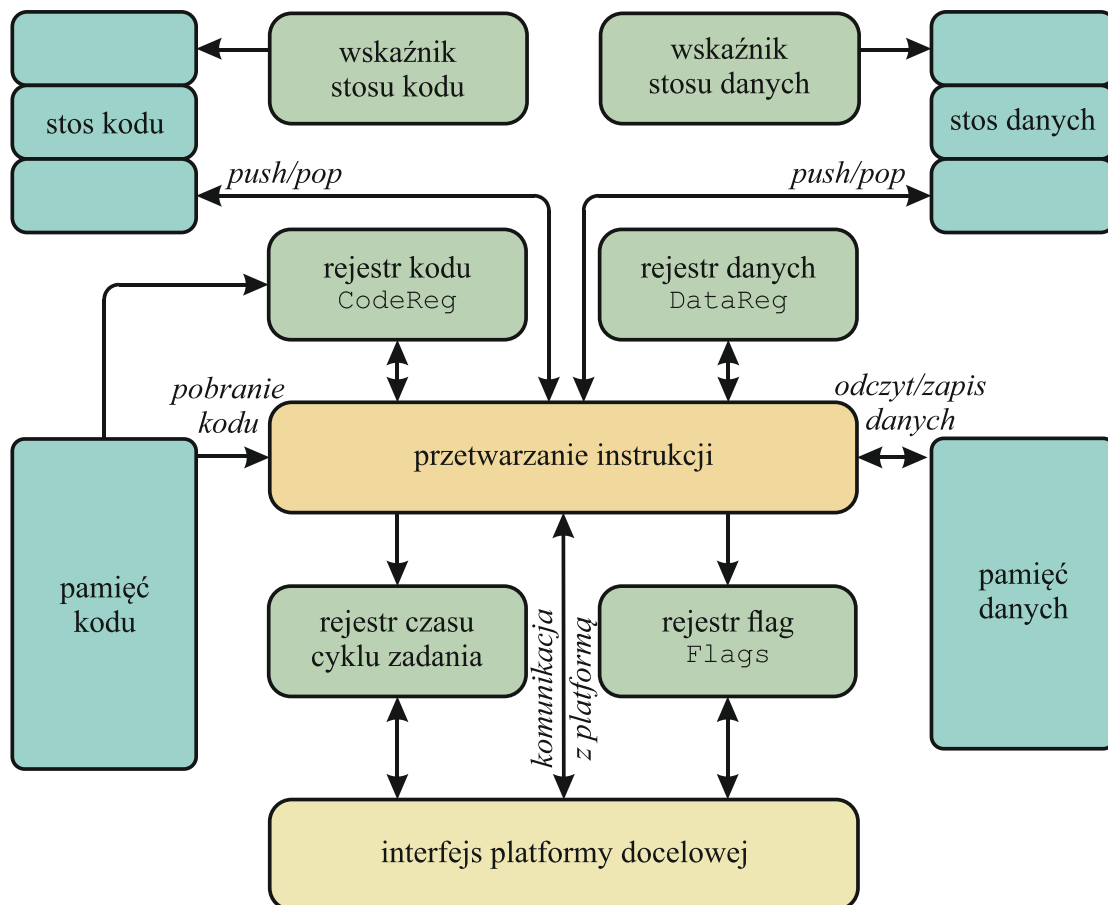 wskaźnik
stosu kodu
wskaźnik
stosu danych
stos kodu
stos danych
push/pop
push/pop
rejestr kodu
CodeReg
rejestr danych
DataReg
pobranie
kodu
odczyt/zapis
danych
przetwarzanie instrukcji
pamięć
kodu
rejestr czasu
cyklu zadania
komunikacja
z platformą
rejestr flag
Flags
pamięć
danych
interfejs platformy docelowej